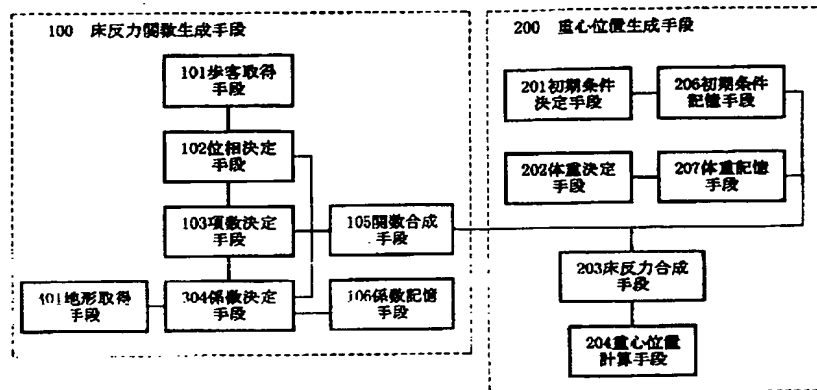 100 床反力関数生成手段
101歩容取得
手段
102位相決定
手段
103項数決定
手段
105関数合成
手段
401地形取得
手段
304係数決定
手段
106係数記憶
手段
200 重心位置生成手段
201初期条件
決定手段
206初期条件
記憶手段
202体重決定
手段
207体重記憶
手段
203床反力合成
手段
204重心位置
計算手段